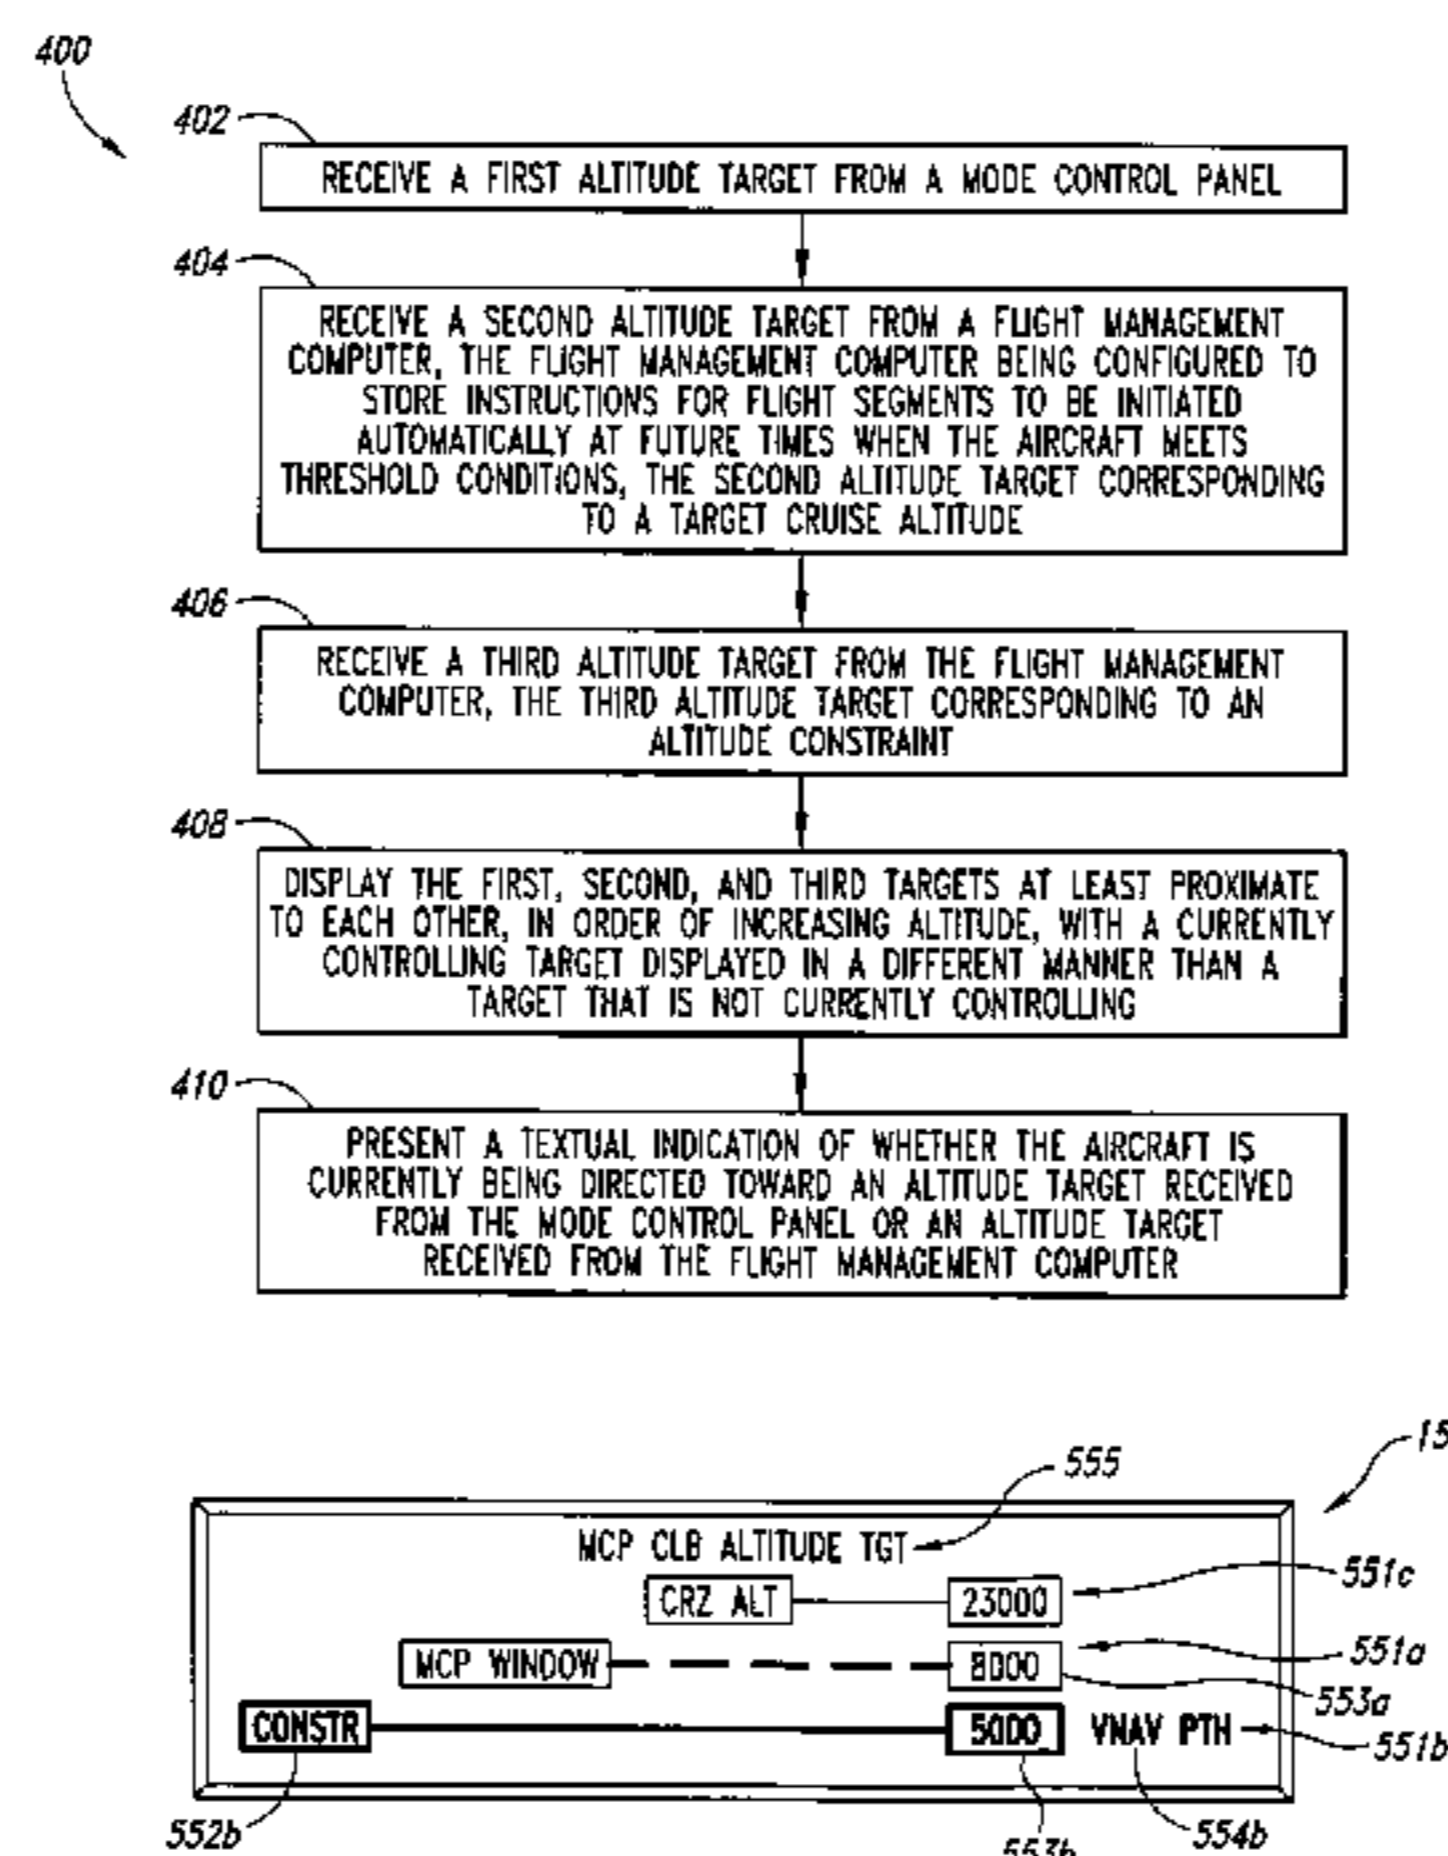 400
402
RECEIVE A FIRST ALTITUDE TARGET FROM A MODE CONTROL PANEL
404
RECEIVE A SECOND ALTITUDE TARGET FROM A FLIGHT MANAGEMENT
COMPUTER, THE FLIGHT MANAGEMENT COMPUTER BEING CONFIGURED TO
STORE INSTRUCTIONS FOR FLIGHT SEGMENTS TO BE INITIATED
AUTOMATICALLY AT FUTURE TIMES WHEN THE AIRCRAFT MEETS
THRESHOLD CONDITIONS, THE SECOND ALTITUDE TARGET CORRESPONDING
TO A TARGET CRUISE ALTITUDE
406
RECEIVE A THIRD ALTITUDE TARGET FROM THE FLIGHT MANAGEMENT
COMPUTER, THE THIRD ALTITUDE TARGET CORRESPONDING TO AN
ALTITUDE CONSTRAINT
408
DISPLAY THE FIRST, SECOND, AND THIRD TARGETS AT LEAST PROXIMATE
TO EACH OTHER, IN ORDER OF INCREASING ALTITUDE, WITH A CURRENTLY
CONTROLLING TARGET DISPLAYED IN A DIFFERENT MANNER THAN A
TARGET THAT IS NOT CURRENTLY CONTROLLING
410
PRESENT A TEXTUAL INDICATION OF WHETHER THE AIRCRAFT IS
CURRENTLY BEING DIRECTED TOWARD AN ALTITUDE TARGET RECEIVED
FROM THE MODE CONTROL PANEL OR AN ALTITUDE TARGET
RECEIVED FROM THE FLIGHT MANAGEMENT COMPUTER
555
MCP CLB ALTITUDE TGT
CRZ ALT 23000 551c
MCP WINDOW 8000 551a
553a
CONSTR 5000 VNAV PTH 551b
552b 553b 554b